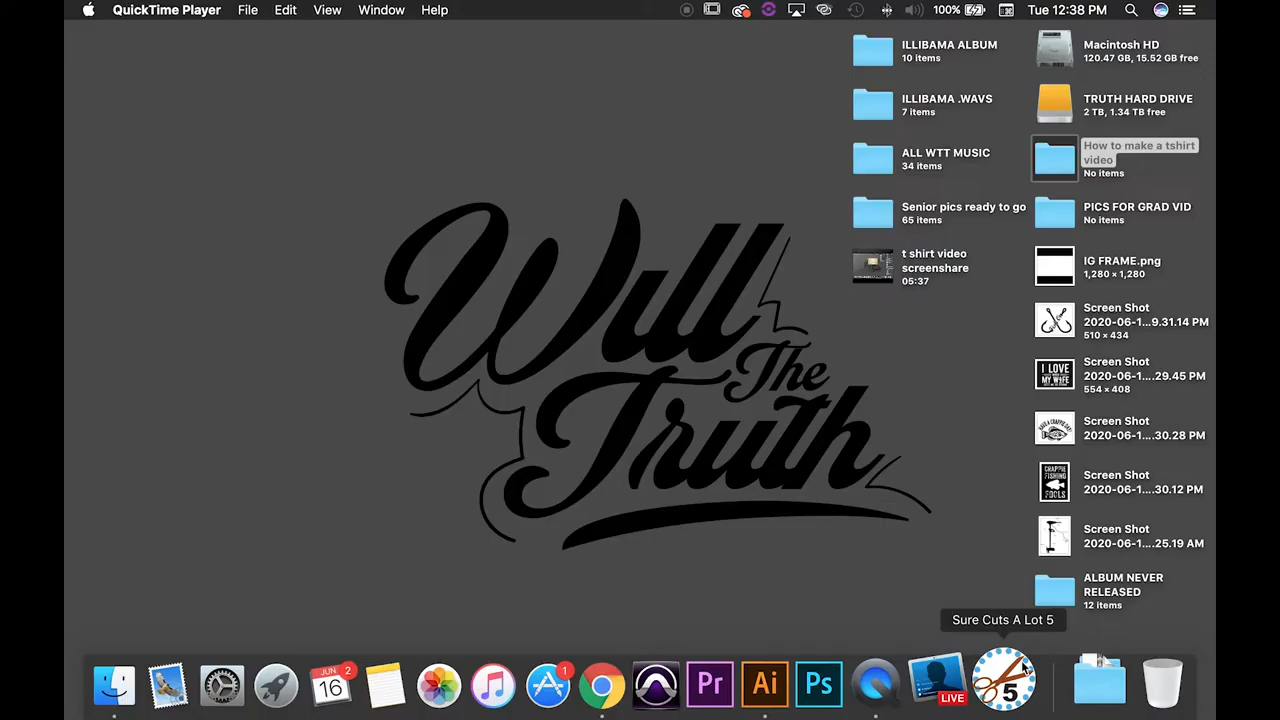 QuickTime Player File Edit View Window Help 100% Tue 12:38 PM
ILLIBAMA ALBUM
10 items
ILLIBAMA .WAVS
7 items
ALL WTT MUSIC
34 items
Senior pics ready to go
65 items
t shirt video
screenshare
05:37
Macintosh HD
120.47 GB, 15.52 GB free
TRUTH HARD DRIVE
2 TB, 1.34 TB free
How to make a tshirt
video
No items
PICS FOR GRAD VID
No items
IG FRAME.png
1,280 × 1,280
Screen Shot
2020-06-1...9.31.14 PM
510 × 434
I LOVE
MY WIFE
Screen Shot
2020-06-1....29.45 PM
554 × 408
Screen Shot
2020-06-1....30.28 PM
CRAPPIE
FISHING
FOOLS
Screen Shot
2020-06-1....30.12 PM
Screen Shot
2020-06-1....25.19 AM
ALBUM NEVER
RELEASED
12 items
Will
The
Truth
Sure Cuts A Lot 5
JUN
16
2
1
Pr
Ai
Ps
LIVE
5